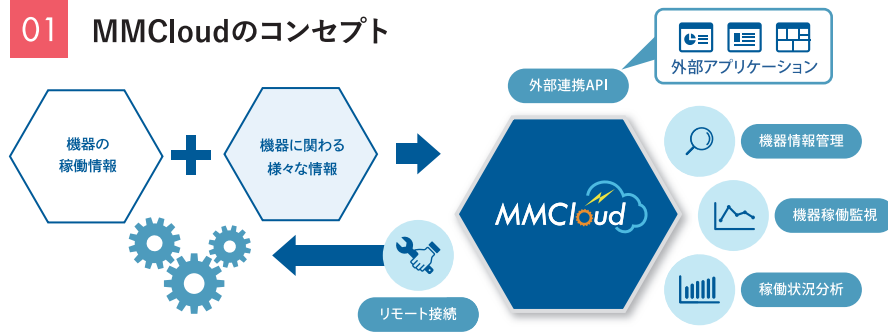 01 MMCloudのコンセプト
外部アプリケーション
外部連携API
機器の
稼働情報
機器に関わる
様々な情報
MMCloud
機器情報管理
機器稼働監視
稼働状況分析
リモート接続